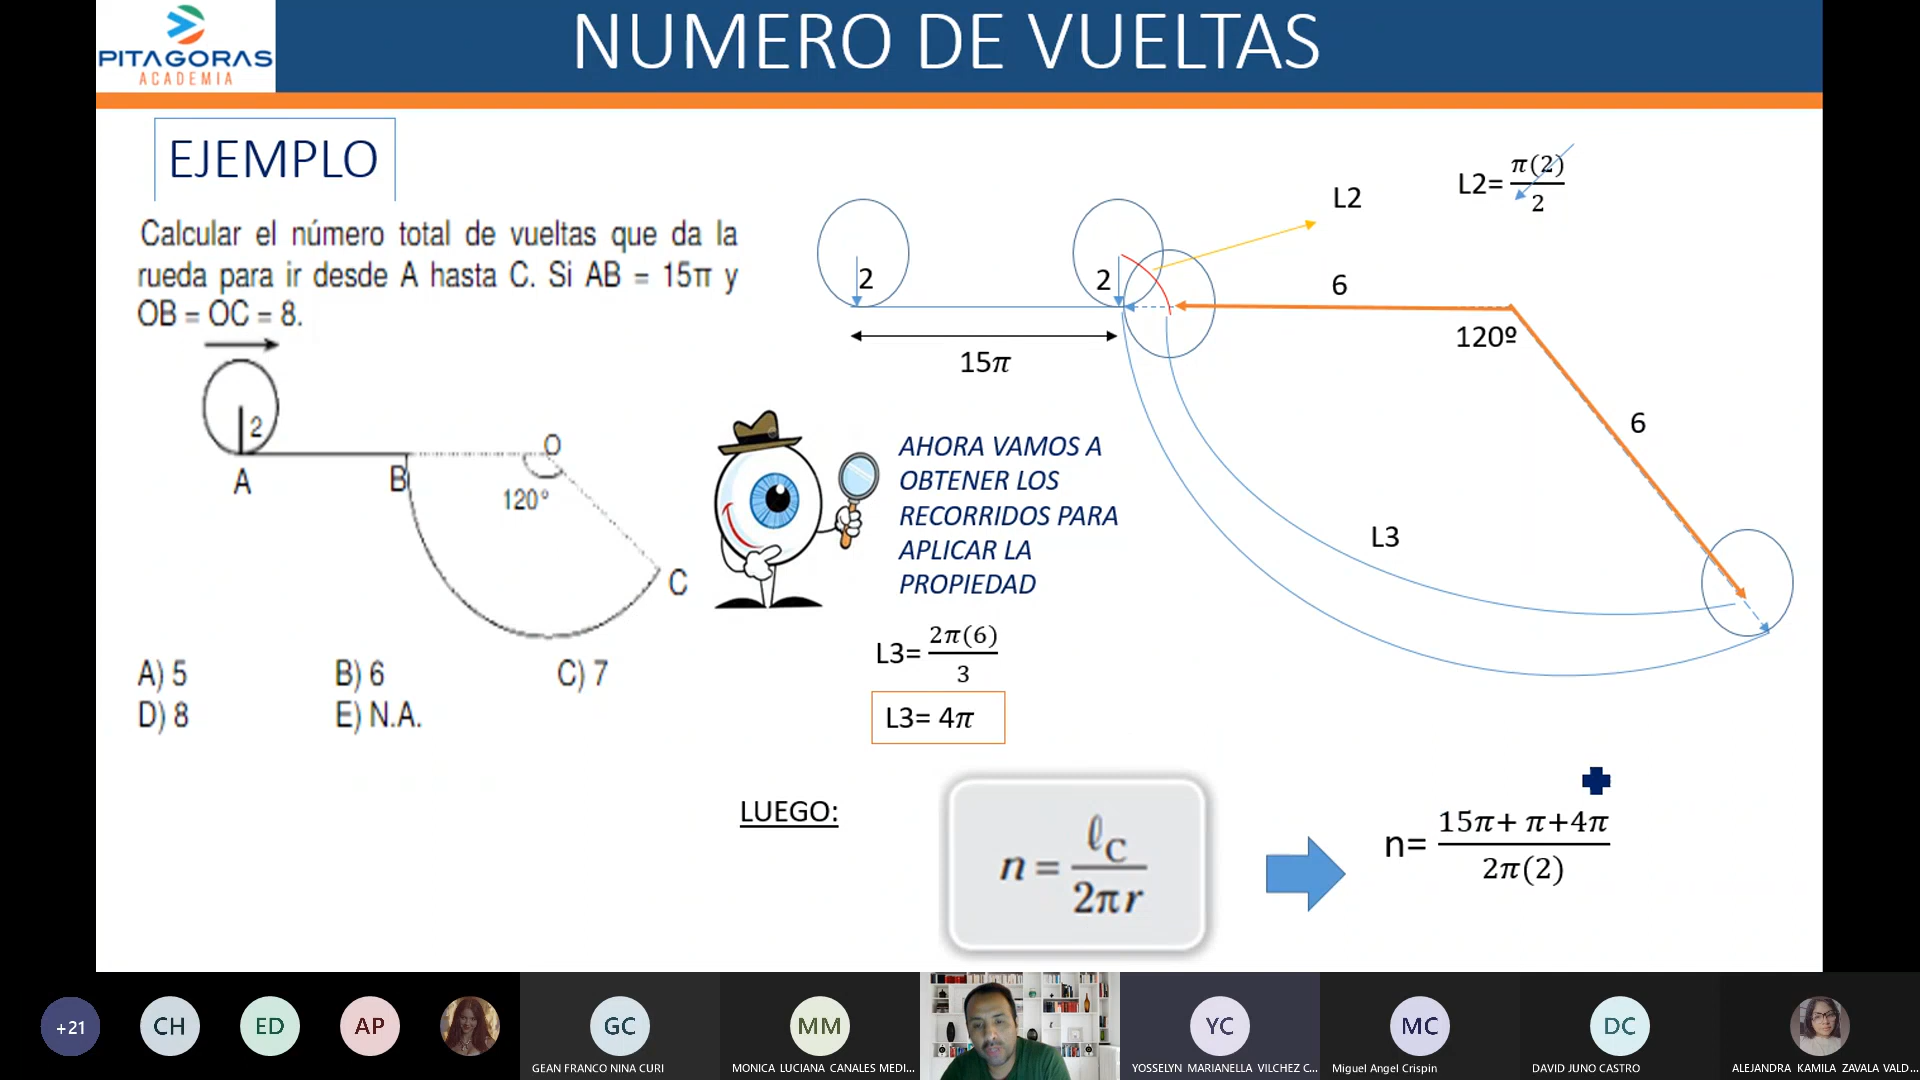 PITAGORAS
ACADEMIA
NUMERO DE VUELTAS
EJEMPLO
Calcular el número total de vueltas que da la
rueda para ir desde A hasta C. Si AB = 15π y
OB = OC = 8.
2
A
B
O
120°
C
A) 5
B) 6
C) 7
D) 8
E) N.A.
2
2
15π
L2
L2= π(2)/2
6
120º
6
L3
AHORA VAMOS A
OBTENER LOS
RECORRIDOS PARA
APLICAR LA
PROPIEDAD
L3= 2π(6)/3
L3= 4π
LUEGO:
n = ℓC/2πr
n= 15π+ π+4π/2π(2)
+21
CH
ED
AP
GC
GEAN FRANCO NINA CURI
MM
MONICA LUCIANA CANALES MEDI...
YC
YOSSELYN MARIANELLA VILCHEZ C...
MC
Miguel Angel Crispin
DC
DAVID JUNO CASTRO
ALEJANDRA KAMILA ZAVALA VALD...